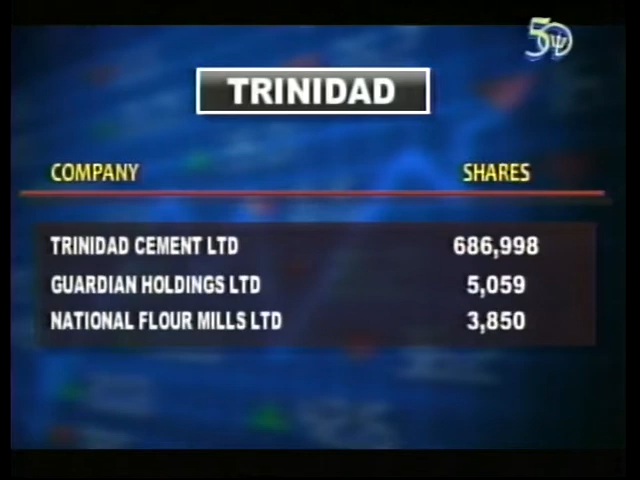 50
TRINIDAD
COMPANY SHARES
TRINIDAD CEMENT LTD 686,998
GUARDIAN HOLDINGS LTD 5,059
NATIONAL FLOUR MILLS LTD 3,850